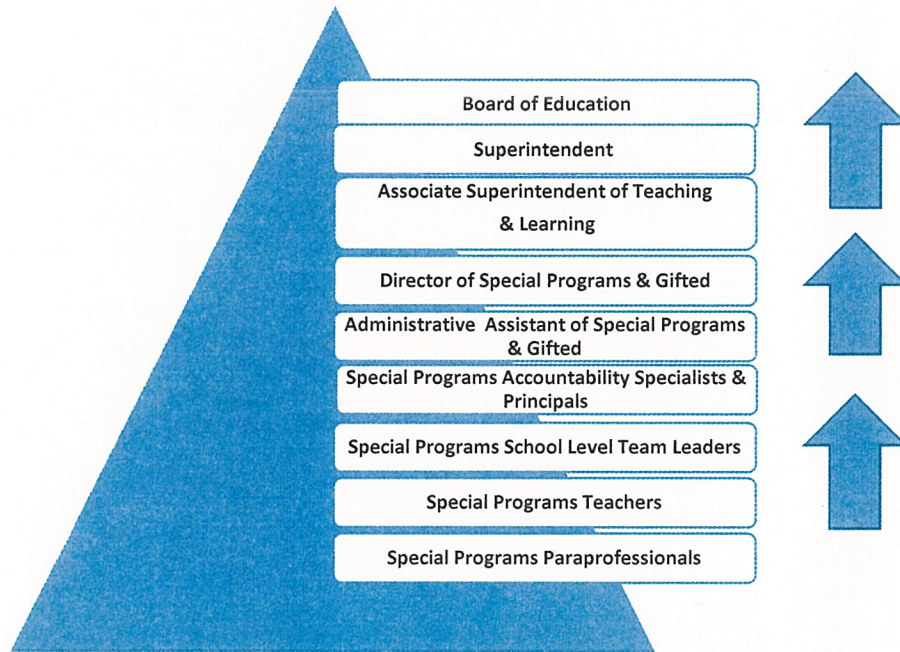 Board of Education
Superintendent
Associate Superintendent of Teaching
& Learning
Director of Special Programs & Gifted
Administrative Assistant of Special Programs
& Gifted
Special Programs Accountability Specialists &
Principals
Special Programs School Level Team Leaders
Special Programs Teachers
Special Programs Paraprofessionals